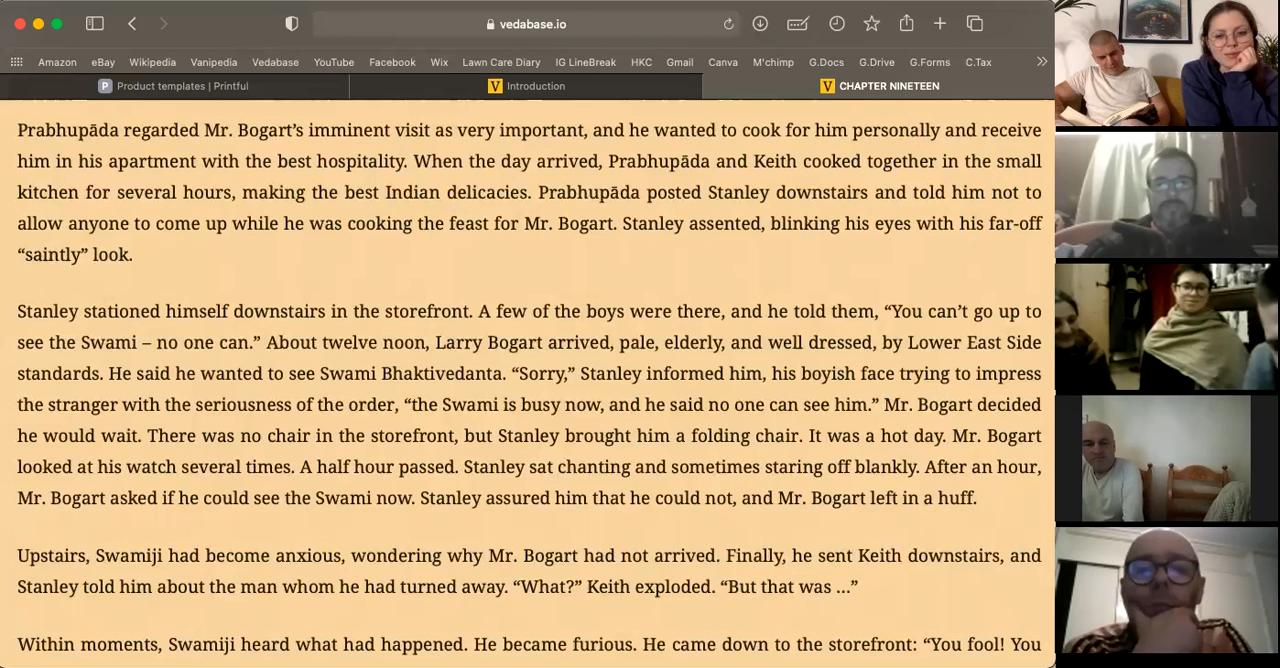 vedabase.io
Amazon eBay Wikipedia Vanipedia Vedabase YouTube Facebook Wix Lawn Care Diary IG LineBreak HKC Gmail Canva M'chimp G.Docs G.Drive G.Forms C.Tax
Product templates | Printful
Introduction
CHAPTER NINETEEN
Prabhupāda regarded Mr. Bogart’s imminent visit as very important, and he wanted to cook for him personally and receive
him in his apartment with the best hospitality. When the day arrived, Prabhupāda and Keith cooked together in the small
kitchen for several hours, making the best Indian delicacies. Prabhupāda posted Stanley downstairs and told him not to
allow anyone to come up while he was cooking the feast for Mr. Bogart. Stanley assented, blinking his eyes with his far-off
“saintly” look.
Stanley stationed himself downstairs in the storefront. A few of the boys were there, and he told them, “You can’t go up to
see the Swami – no one can.” About twelve noon, Larry Bogart arrived, pale, elderly, and well dressed, by Lower East Side
standards. He said he wanted to see Swami Bhaktivedanta. “Sorry,” Stanley informed him, his boyish face trying to impress
the stranger with the seriousness of the order, “the Swami is busy now, and he said no one can see him.” Mr. Bogart decided
he would wait. There was no chair in the storefront, but Stanley brought him a folding chair. It was a hot day. Mr. Bogart
looked at his watch several times. A half hour passed. Stanley sat chanting and sometimes staring off blankly. After an hour,
Mr. Bogart asked if he could see the Swami now. Stanley assured him that he could not, and Mr. Bogart left in a huff.
Upstairs, Swamiji had become anxious, wondering why Mr. Bogart had not arrived. Finally, he sent Keith downstairs, and
Stanley told him about the man whom he had turned away. “What?” Keith exploded. “But that was …”
Within moments, Swamiji heard what had happened. He became furious. He came down to the storefront: “You fool! You